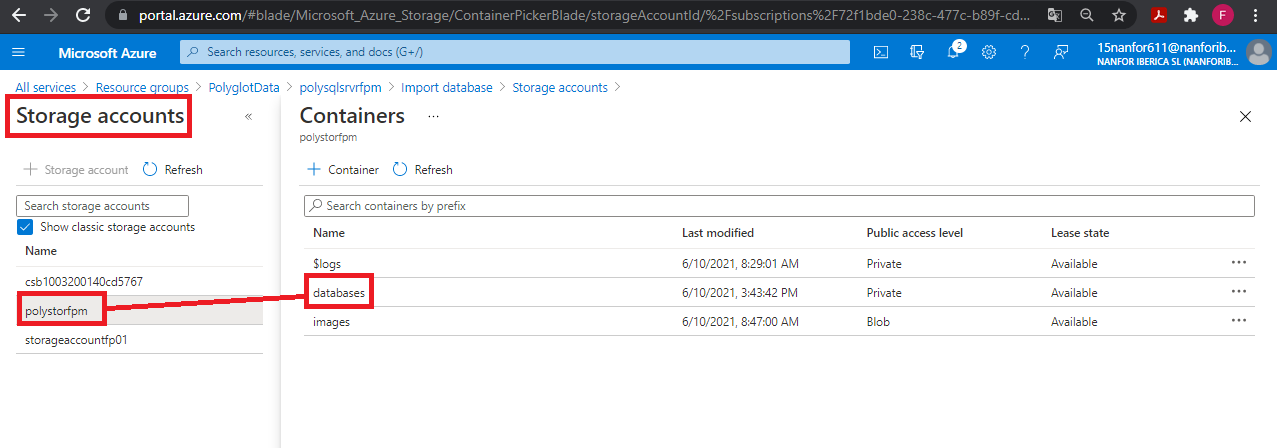 portal.azure.com/#blade/Microsoft_Azure_Storage/ContainerPickerBlade/storageAccountId/%2Fsubscriptions%2F72f1bde0-238c-477c-b89f-cd...
F
Microsoft Azure
Search resources, services, and docs (G+/)
2
15nanfor611@nanforib...
NANFOR IBERICA SL (NANFORIB...
All services > Resource groups > PolyglotData > polysqlsrvrfpm > Import database > Storage accounts >
Storage accounts
«
+ Storage account
Refresh
Search storage accounts
Show classic storage accounts
Name
csb1003200140cd5767
polystorfpm
storageaccountfp01
Containers ...
polystorfpm
+ Container
Refresh
Search containers by prefix
Name Last modified Public access level Lease state
$logs 6/10/2021, 8:29:01 AM Private Available ...
databases 6/10/2021, 3:43:42 PM Private Available ...
images 6/10/2021, 8:47:00 AM Blob Available ...